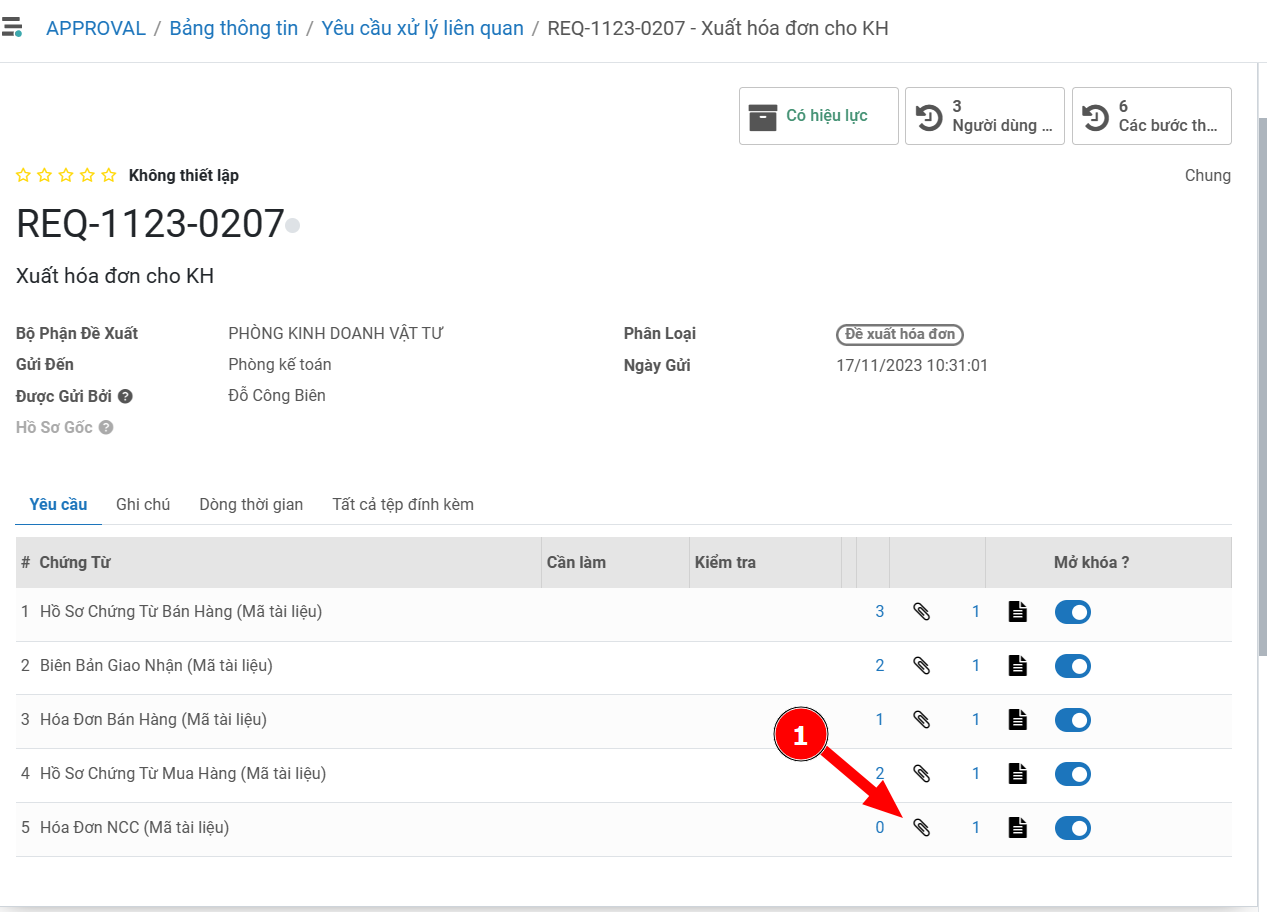 APPROVAL / Bảng thông tin / Yêu cầu xử lý liên quan / REQ-1123-0207 - Xuất hóa đơn cho KH
Có hiệu lực
3
Người dùng ...
6
Các bước th...
Không thiết lập
Chung
REQ-1123-0207
Xuất hóa đơn cho KH
Bộ Phận Đề Xuất PHÒNG KINH DOANH VẬT TƯ Phân Loại Đề xuất hóa đơn
Gửi Đến Phòng kế toán Ngày Gửi 17/11/2023 10:31:01
Được Gửi Bởi ? Đỗ Công Biên
Hồ Sơ Gốc ?
Yêu cầu Ghi chú Dòng thời gian Tất cả tệp đính kèm
# Chứng Từ Cần làm Kiểm tra Mở khóa ?
1 Hồ Sơ Chứng Từ Bán Hàng (Mã tài liệu) 3 1
2 Biên Bản Giao Nhận (Mã tài liệu) 2 1
3 Hóa Đơn Bán Hàng (Mã tài liệu) 1 1
1
4 Hồ Sơ Chứng Từ Mua Hàng (Mã tài liệu) 2 1
5 Hóa Đơn NCC (Mã tài liệu) 0 1